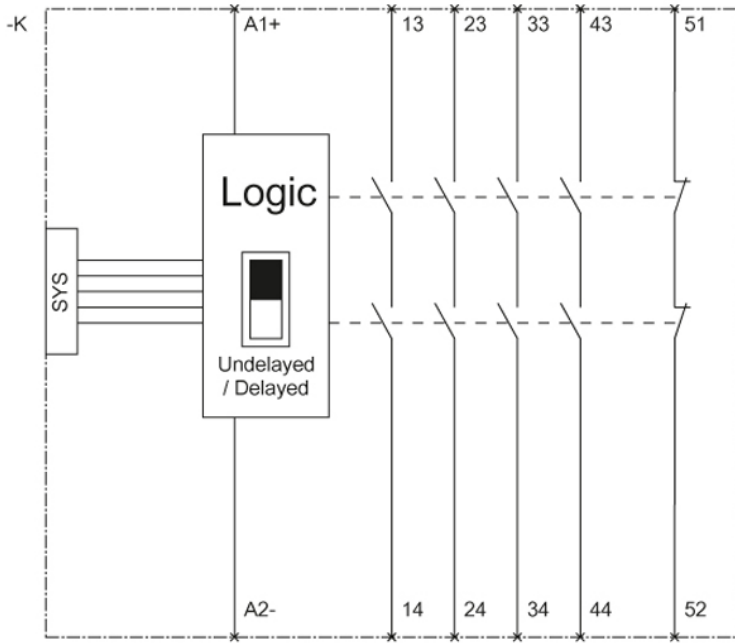 -K
A1+
13
23
33
43
51
Logic
SYS
Undelayed
/ Delayed
A2-
14
24
34
44
52